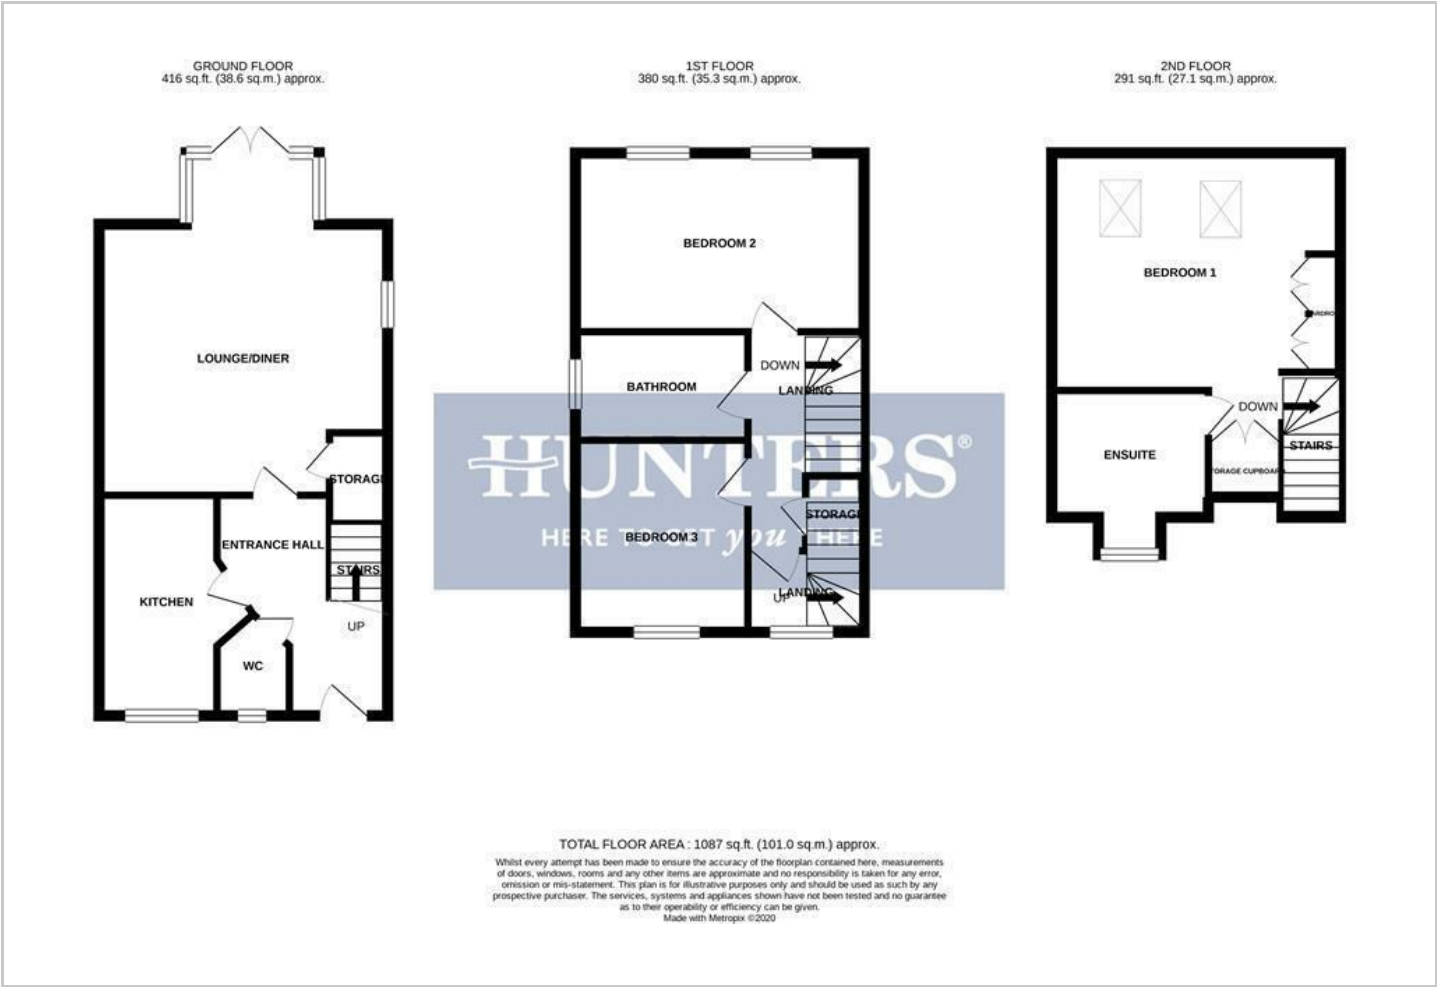 GROUND FLOOR
416 sq.ft. (38.6 sq.m.) approx.
1ST FLOOR
380 sq.ft. (35.3 sq.m.) approx.
2ND FLOOR
291 sq.ft. (27.1 sq.m.) approx.
LOUNGE/DINER
STORAGE
ENTRANCE HALL
STAIRS
KITCHEN
UP
WC
BEDROOM 2
DOWN
BATHROOM
LANDING
STORAGE
BEDROOM 3
LANDING
UP
BEDROOM 1
DOWN
STAIRS
ENSUITE
STORAGE CUPBOARD
HUNTERS®
HERE TO GET you THERE
TOTAL FLOOR AREA : 1087 sq.ft. (101.0 sq.m.) approx.
Whilst every attempt has been made to ensure the accuracy of the floorplan contained here, measurements
of doors, windows, rooms and any other items are approximate and no responsibility is taken for any error,
omission or mis-statement. This plan is for illustrative purposes only and should be used as such by any
prospective purchaser. The services, systems and appliances shown have not been tested and no guarantee
as to their operability or efficiency can be given.
Made with Metropix ©2020